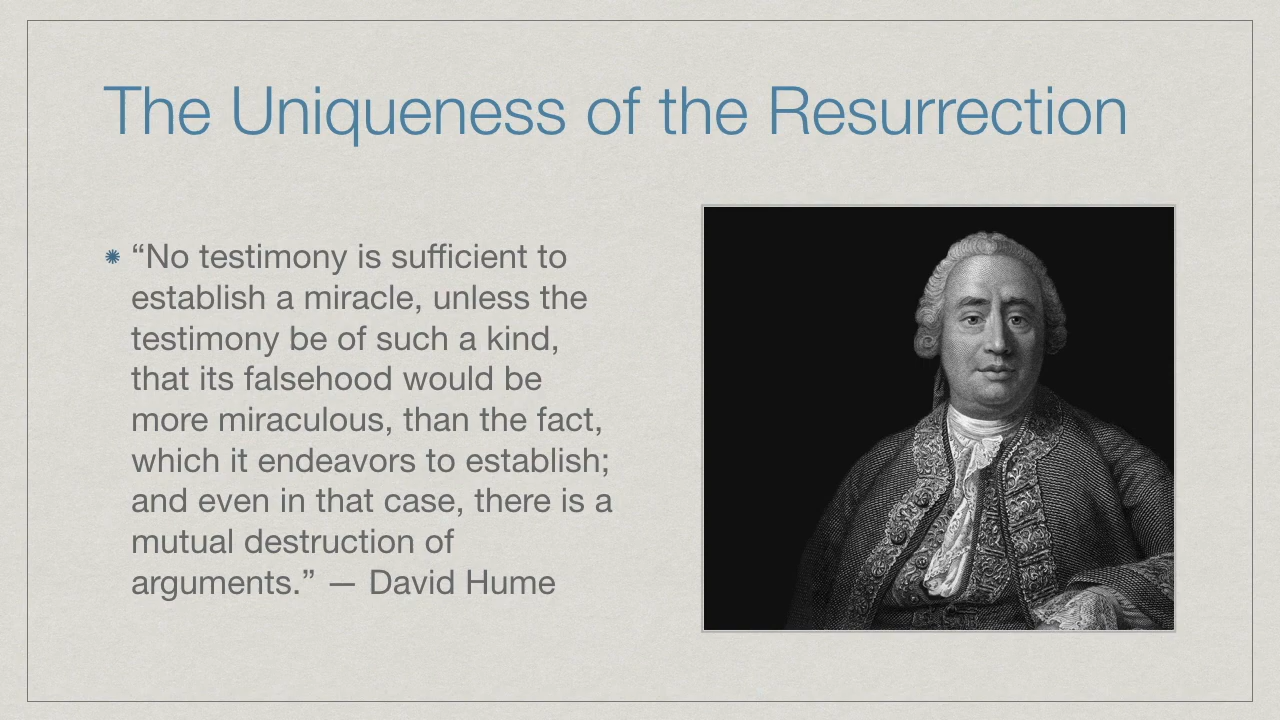 The Uniqueness of the Resurrection
“No testimony is sufficient to
establish a miracle, unless the
testimony be of such a kind,
that its falsehood would be
more miraculous, than the fact,
which it endeavors to establish;
and even in that case, there is a
mutual destruction of
arguments.” — David Hume